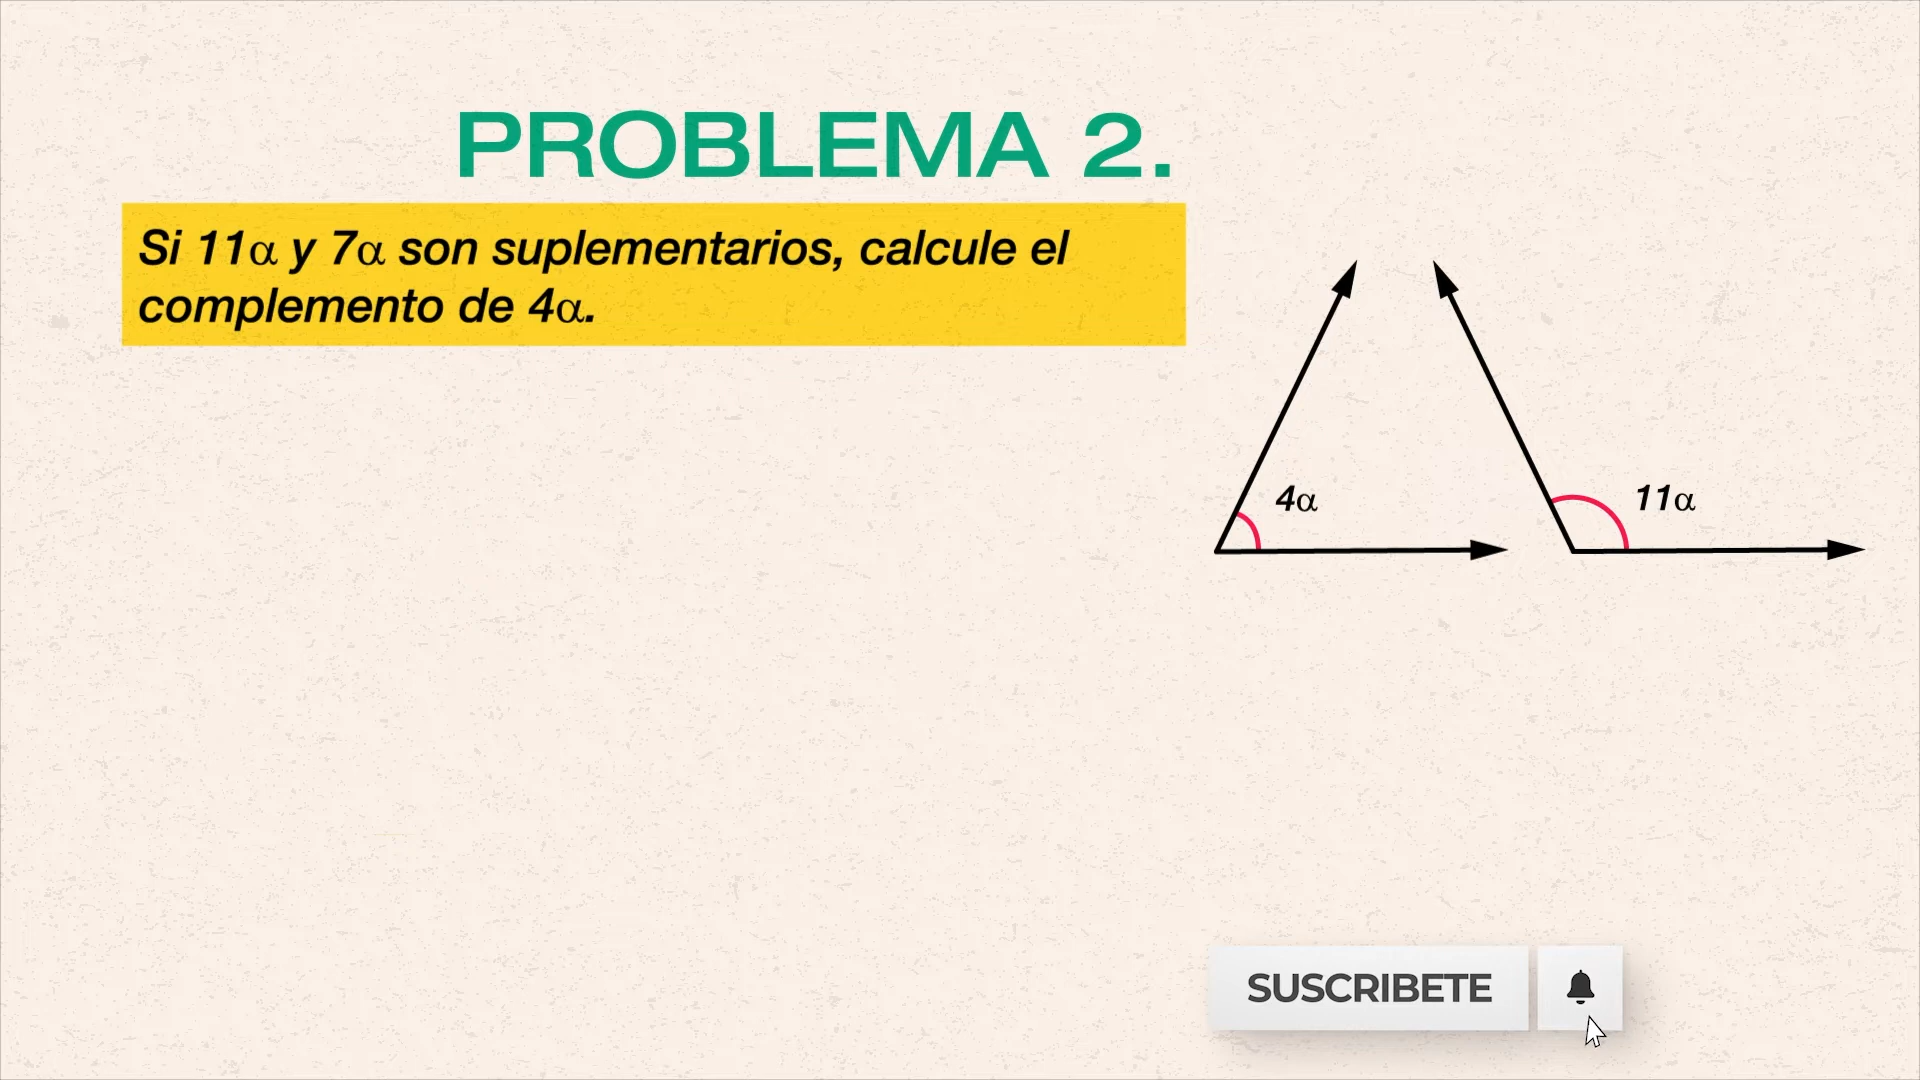 PROBLEMA 2.
Si 11α y 7α son suplementarios, calcule el
complemento de 4α.
4α
11α
SUSCRIBETE